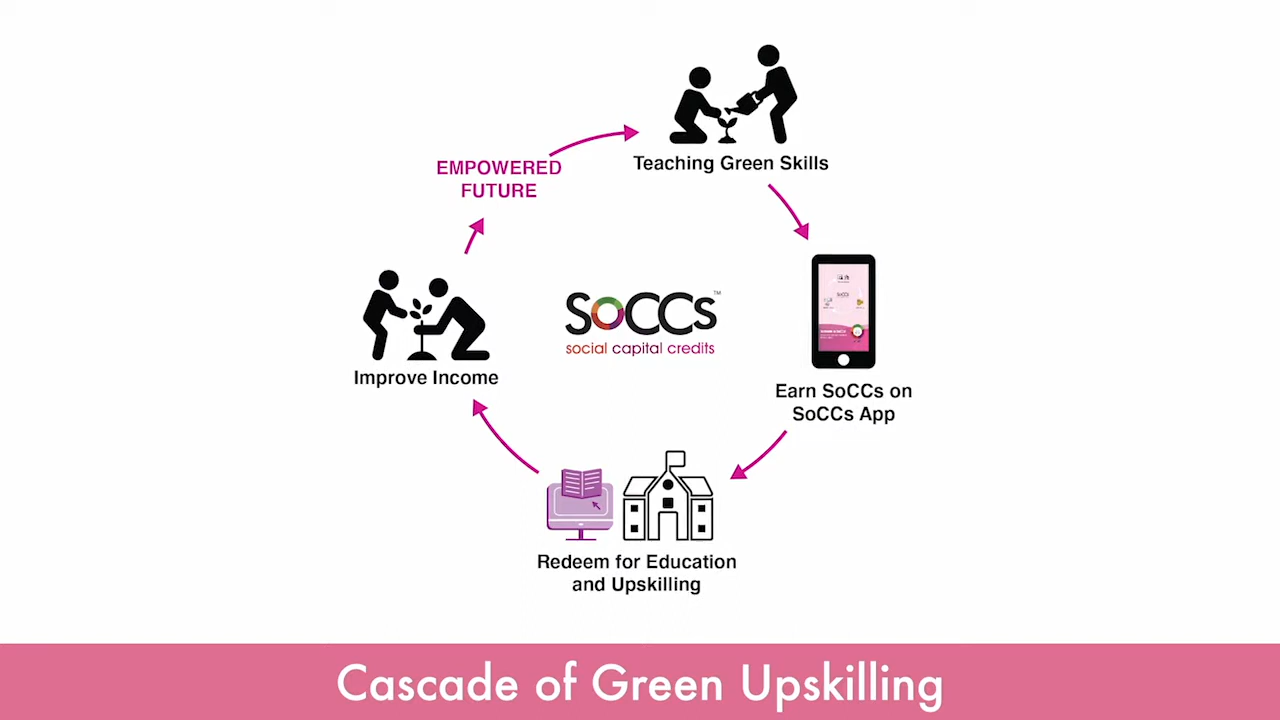 Teaching Green Skills
EMPOWERED
FUTURE
SoCCs™
social capital credits
Improve Income
Earn SoCCs on
SoCCs App
Redeem for Education
and Upskilling
Cascade of Green Upskilling